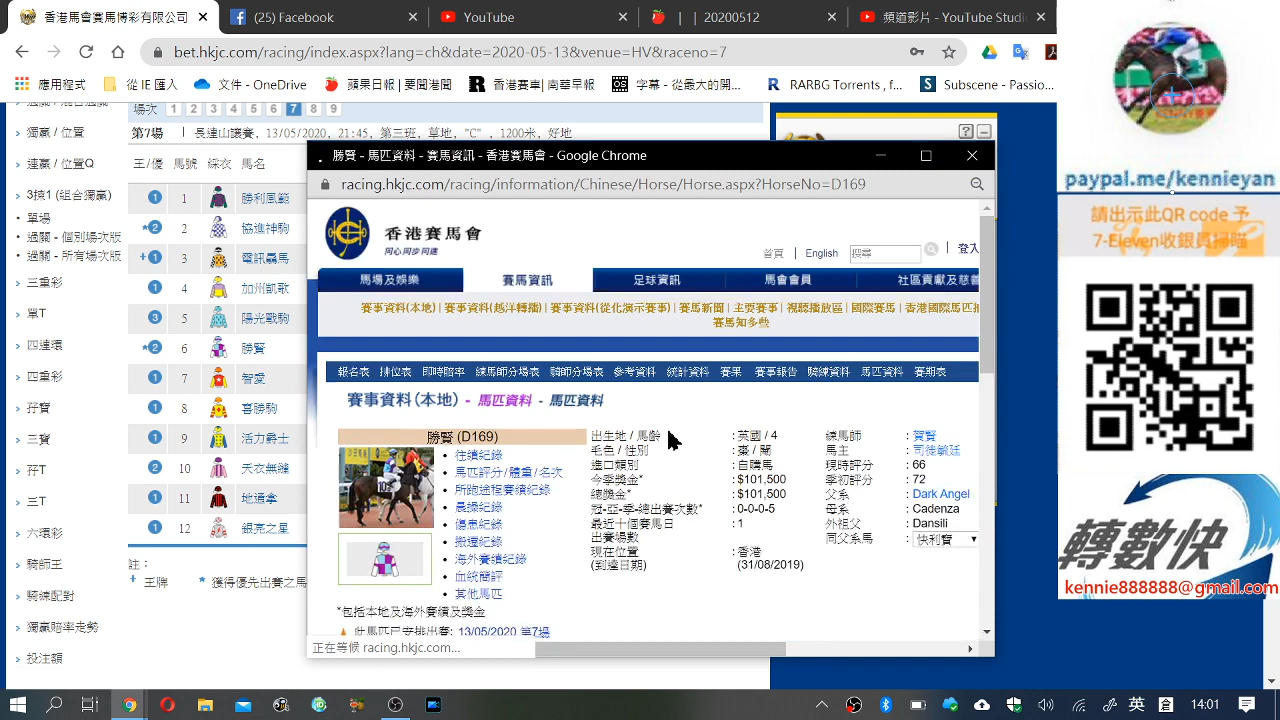 香港賽馬會賽馬有限公司
(25) Facebook
YouTube
| | 20200512
頻道影片 - YouTube Studio
bet.hkjc.com/racing/index.aspx?lang=ch&date=2020-05-13&venue=HV&raceno=7
應用程式
從 IE 匯入
文件 - OneDrive
蘋果日報 | 要聞港聞
香港賽事 | 南華早報
RARBG Torrents , f...
Subscene - Passio...
場次 1 2 3 4 5 6 7 8 9
第7場 | 長達山讓賽, 13/05/2020, 21:45, 第三班, 草地, "C" , 1200米, 好地
獨贏 / 位置
連贏 / 位置Q
3揀1 (組合獨贏)
單場
過關 - 個別場次版
過關 - 所有場次版
三重彩
單T
四連環
四重彩
孖寶
三寶
孖T
三T
六環彩
騎師王
騎練配對
獨贏賠率走勢
投注額
王/優 馬號 綵衣 馬名
1 1 勝利風範
2 2 協進神駒
+1 3
1 4
3 5
2 6 勝賢
1 7 智愛
1 8 喜勝駒
1 9 活力爵士
2 10 天衣無縫
1 11 地通拿
1 12 銀亮之星
註 :
+ 王牌 ★ 獲得優先出賽之馬
勝賢 - 馬匹資料 - 賽馬資訊 - 香港賽馬會 - Google Chrome
racing.hkjc.com/racing/information/Chinese/Horse/Horse.aspx?HorseNo=D169
香港賽馬會
同心同步同進
首頁 | English 搜尋 登入
馬場及娛樂 賽馬資訊 足球資訊 馬會會員 社區貢獻及慈善
賽事資料(本地) | 賽事資料(越洋轉播) | 賽事資料(從化演示賽事) | 賽馬新聞 | 主要賽事 | 視聽播放區 | 國際賽馬 | 香港國際馬匹拍
賽馬知多些
報名表 排位表 練馬師分場表 騎師分場表 參考資料 統計資料 賽果 賽事報告 騎練資料 馬匹資料 賽期表
賽事資料(本地) - 馬匹資料 - 馬匹資料
勝賢 (D169)
馬匹評分/體重/名次
所跑途程賽績紀錄
晨操紀錄
傷患紀錄
搬遷紀錄
海外賽績紀錄
血統簡評
其他馬匹
出生地 / 馬齡 : 英國 / 4
毛色 / 性別 : 棗 / 閹
進口類別 : 自購馬
今季獎金* : $101,500
總獎金* : $101,500
冠-亞-季-總出賽次數* : 0-0-0-5
最近十個賽馬日 : 1
出賽場數
現在位置 : 香港
(到達日期) (31/08/2019)
練馬師 : 賀賢
馬主 : 司徒毓廷
現時評分 : 66
季初評分 : 72
父系 : Dark Angel
母系 : Cadenza
外祖父 : Dansili
同父系馬 : 快利寶
*包括本地及海外賽績及獎金
此馬匹已安排出賽: 13/05/2020 第7場
正在等候 racing.hkjc.com...
paypal.me/kennieyan
請出示此QR code 予
7-Eleven收銀員掃瞄
轉數快
kennie888888@gmail.com
英 14:01